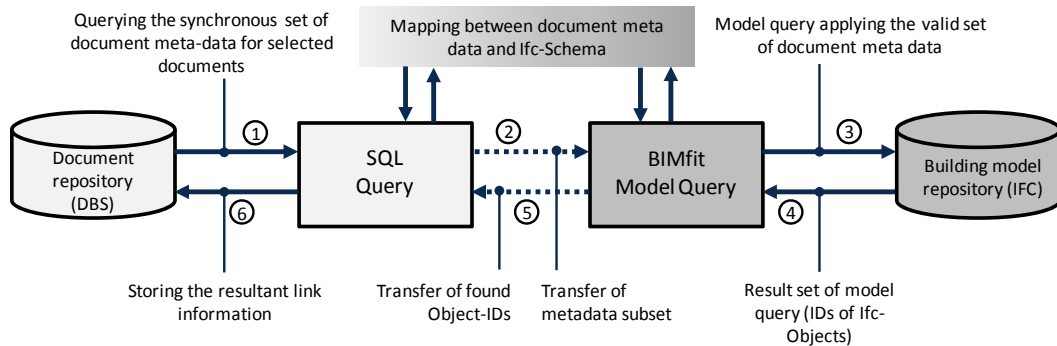 Querying the synchronous set of
document meta-data for selected
documents
Mapping between document meta
data and Ifc-Schema
Model query applying the valid set
of document meta data
1
2
3
Document
repository
(DBS)
SQL
Query
BIMfit
Model Query
Building model
repository (IFC)
6
5
4
Storing the resultant link
information
Transfer of found
Object-IDs
Transfer of
metadata subset
Result set of model
query (IDs of Ifc-
Objects)